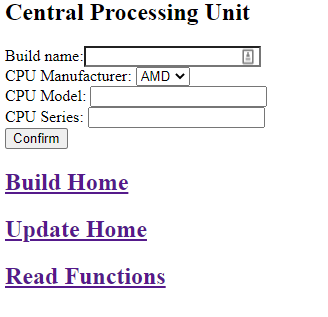 Central Processing Unit
Build name:
CPU Manufacturer: AMD
CPU Model:
CPU Series:
Confirm
Build Home
Update Home
Read Functions